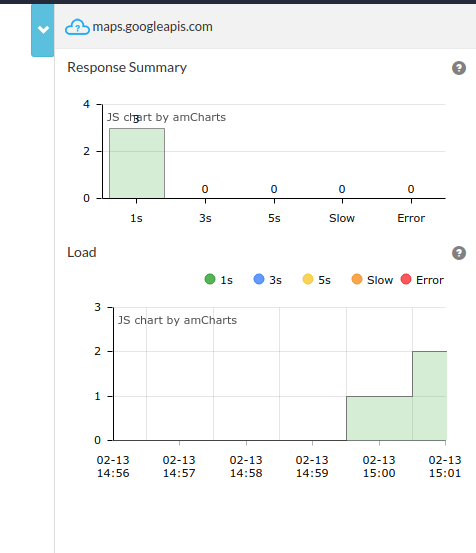 maps.googleapis.com
Response Summary
4
JS chart by amCharts
3
2
0
0
0
0
0
1s
3s
5s
Slow
Error
Load
1s
3s
5s
Slow
Error
3
JS chart by amCharts
2
1
0
02-13 02-13 02-13 02-13 02-13 02-13
14:56 14:57 14:58 14:59 15:00 15:01